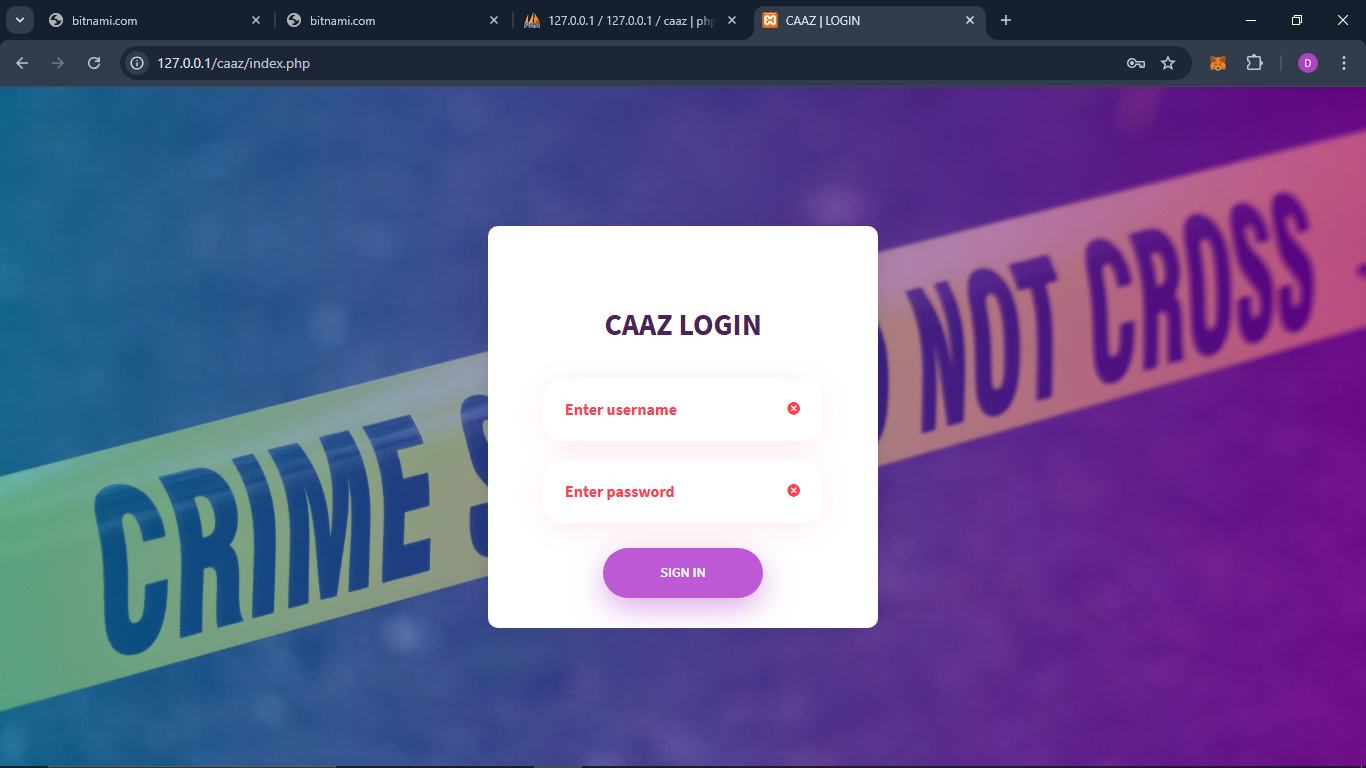 bitnami.com
bitnami.com
127.0.0.1 / 127.0.0.1 / caaz | php
CAAZ | LOGIN
127.0.0.1/caaz/index.php
D
CRIME S
NOT CROSS
CAAZ LOGIN
Enter username
Enter password
SIGN IN